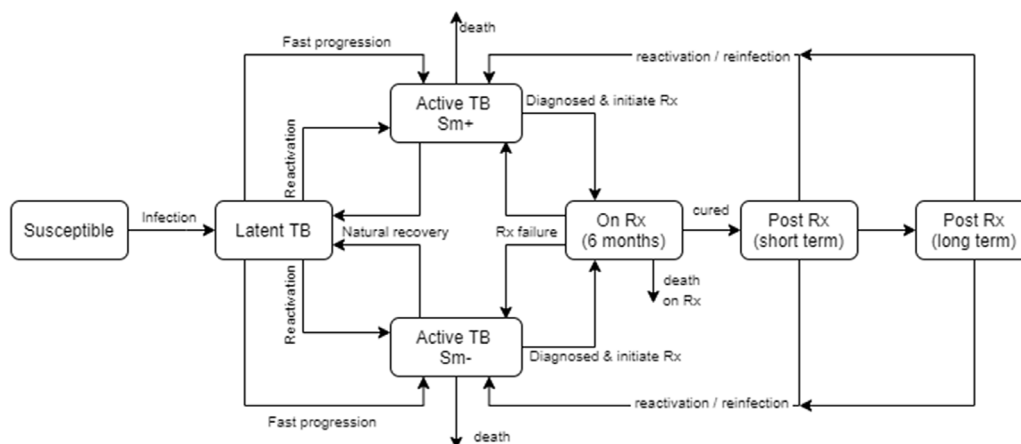 death
Fast progression
reactivation / reinfection
Active TB
Sm+
Diagnosed & initiate Rx
Reactivation
Susceptible
Infection
Latent TB
Natural recovery
Rx failure
On Rx
(6 months)
cured
Post Rx
(short term)
Post Rx
(long term)
Reactivation
death
on Rx
Active TB
Sm-
Diagnosed & initiate Rx
Fast progression
reactivation / reinfection
death